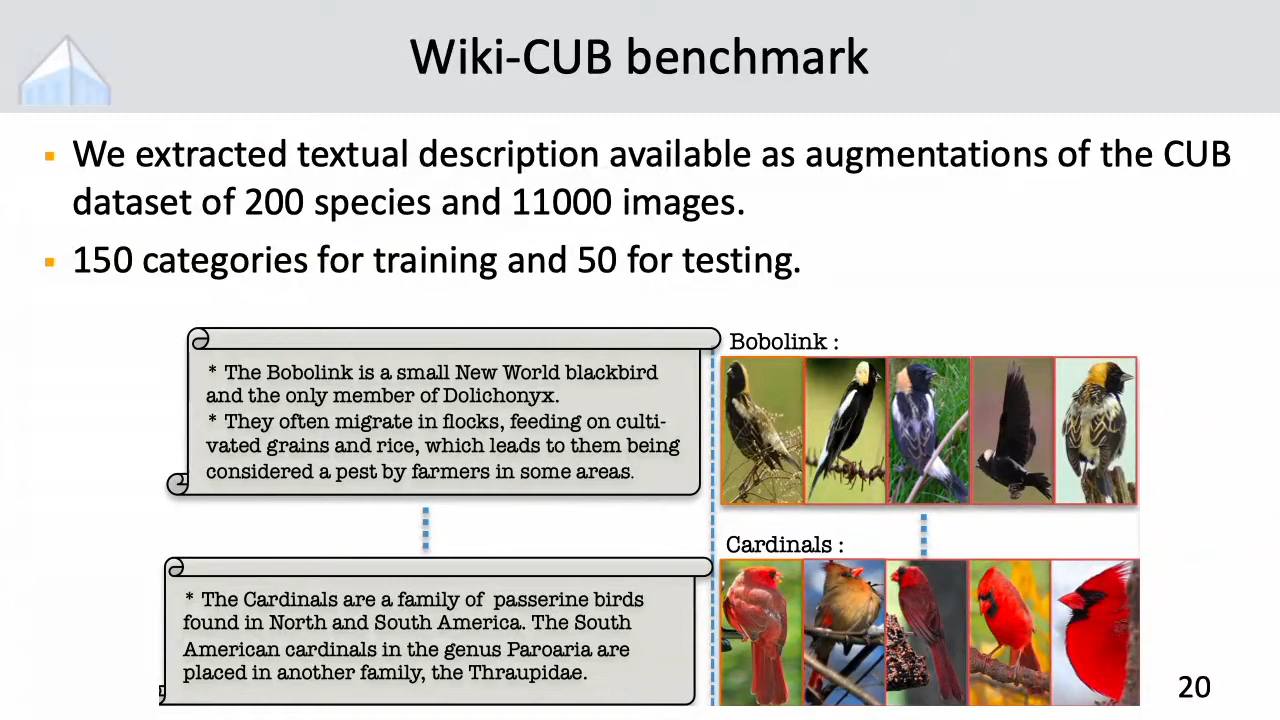 Wiki-CUB benchmark
We extracted textual description available as augmentations of the CUB
dataset of 200 species and 11000 images.
150 categories for training and 50 for testing.
* The Bobolink is a small New World blackbird
and the only member of Dolichonyx.
* They often migrate in flocks, feeding on culti-
vated grains and rice, which leads to them being
considered a pest by farmers in some areas.
Bobolink :
* The Cardinals are a family of passerine birds
found in North and South America. The South
American cardinals in the genus Paroaria are
placed in another family, the Thraupidae.
Cardinals :
20